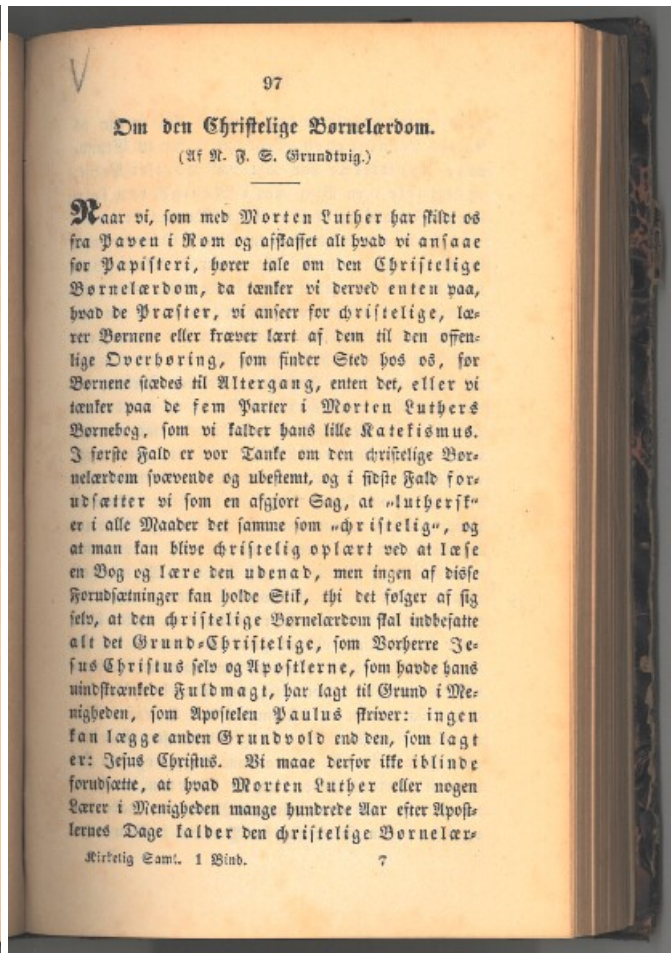 97
Om den Christelige Børnelærdom.
(Af N. F. S. Grundtvig.)
Naar vi, som med Morten Luther har skildt os
fra Paven i Rom og afskaffet alt hvad vi ansaae
for Papisteri, hører tale om den Christelige
Børnelærdom, da tænker vi derved enten paa,
hvad de Præster, vi anseer for christelige, læ-
rer Børnene eller kræver lært af dem til den offen-
lige Overhøring, som finder Sted hos os, før
Børnene stædes til Altergang, enten det, eller vi
tænker paa de fem Parter i Morten Luthers
Børnebog, som vi kalder hans lille Katekismus.
I første Fald er vor Tanke om den christelige Bør-
nelærdom svævende og ubestemt, og i sidste Fald for-
udsætter vi som en afgjort Sag, at „luthersk“
er i alle Maader det samme som „christelig“, og
at man kan blive christelig oplært ved at læse
en Bog og lære den udenad, men ingen af disse
Forudsætninger kan holde Stik, thi det følger af sig
selv, at den christelige Børnelærdom skal indbefatte
alt det Grund-Christelige, som Vorherre Je-
sus Christus selv og Apostlerne, som havde hans
uindskrænkede Fuldmagt, har lagt til Grund i Me-
nigheden, som Apostelen Paulus skriver: ingen
kan lægge anden Grundvold end den, som lagt
er: Jesus Christus. Vi maae derfor ikke iblinde
forudsætte, at hvad Morten Luther eller nogen
Lærer i Menigheden mange hundrede Aar efter Apost-
lernes Dage kalder den christelige Børnelær-
Kirkelig Saml. 1 Bind. 7